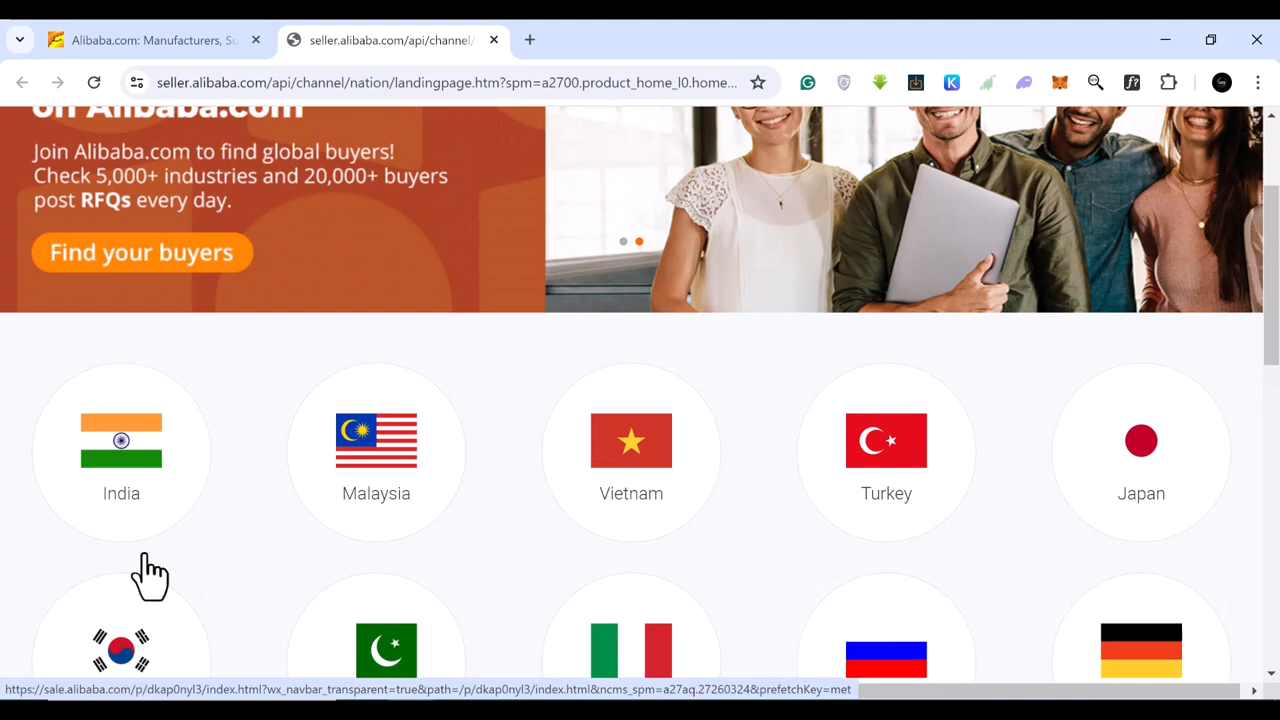 Alibaba.com: Manufacturers, Su
seller.alibaba.com/api/channel/
seller.alibaba.com/api/channel/nation/landingpage.htm?spm=a2700.product_home_l0.home...
on Alibaba.com
Join Alibaba.com to find global buyers!
Check 5,000+ industries and 20,000+ buyers
post RFQs every day.
Find your buyers
India
Malaysia
Vietnam
Turkey
Japan
https://sale.alibaba.com/p/dkap0nyl3/index.html?wx_navbar_transparent=true&path=/p/dkap0nyl3/index.html&ncms_spm=a27aq.27260324&prefetchKey=met